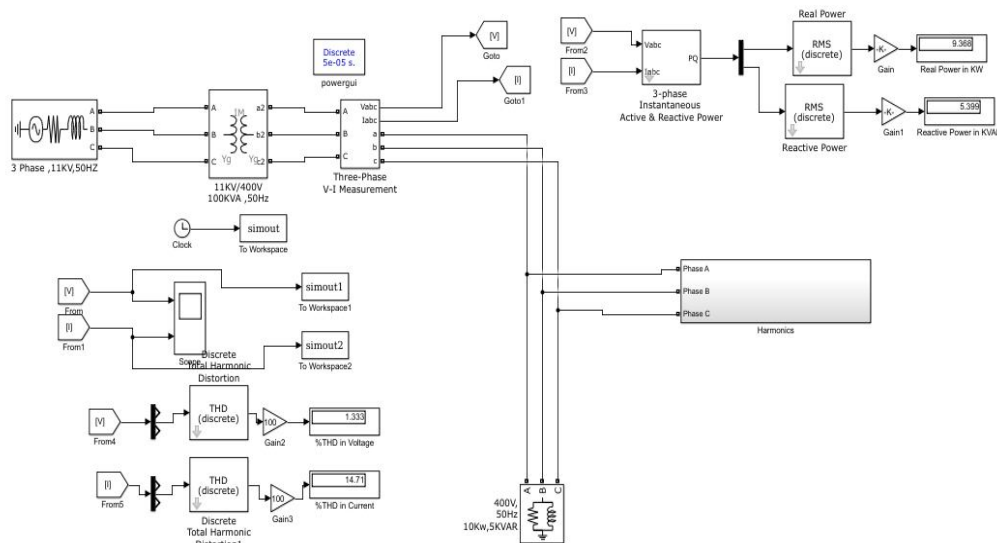 [V]
Goto
[I]
Goto1
Discrete
5e-05 s.
powergui
A
B
C
3 Phase ,11KV,50HZ
A
B
C
1M
Yg
Yg
a2
b2
c2
11KV/400V
100KVA ,50Hz
A
B
C
Vabc
Iabc
a
b
c
Three-Phase
V-I Measurement
[V]
From2
[I]
From3
Vabc
Iabc
PQ
3-phase
Instantaneous
Active & Reactive Power
Real Power
RMS
(discrete)
-K-
Gain
9.368
Real Power in KW
RMS
(discrete)
Reactive Power
-K-
Gain1
5.399
Reactive Power in KVA
Clock
simout
To Workspace
[V]
From
[I]
From1
Scope
simout1
To Workspace1
simout2
To Workspace2
Phase A
Phase B
Phase C
Harmonics
Discrete
Total Harmonic
Distortion
[V]
From4
THD
(discrete)
100
Gain2
1.333
%THD in Voltage
[I]
From5
THD
(discrete)
100
Gain3
14.71
%THD in Current
Discrete
Total Harmonic
Distortion1
A
B
C
400V,
50Hz
10Kw,5KVAR